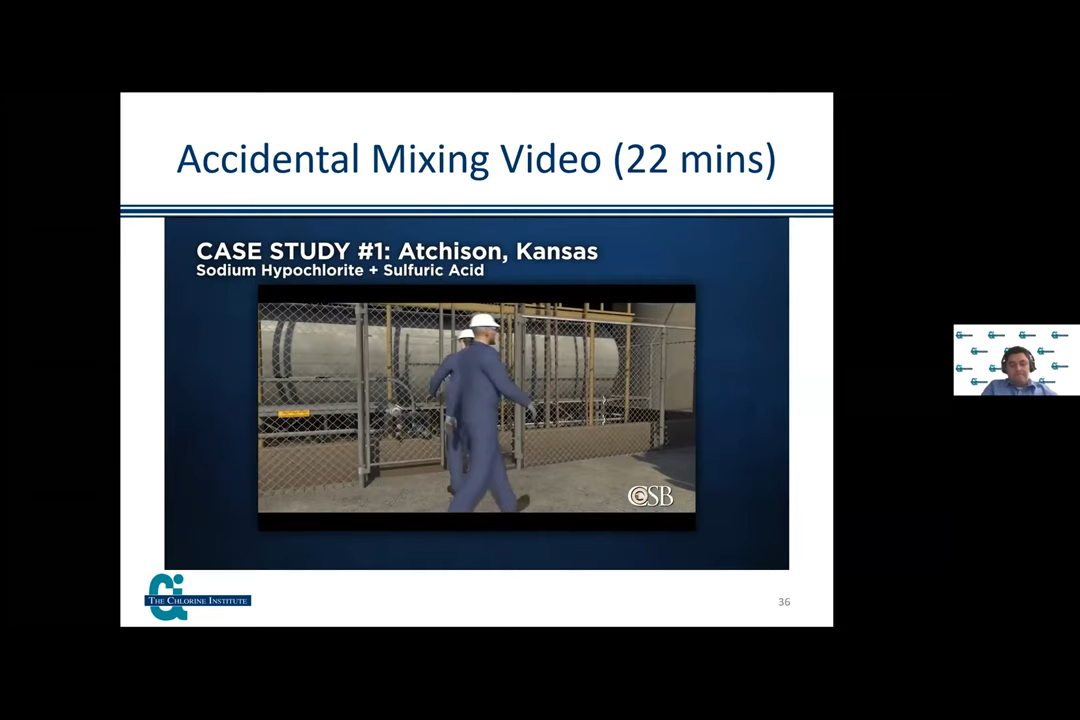 Accidental Mixing Video (22 mins)
CASE STUDY #1: Atchison, Kansas
Sodium Hypochlorite + Sulfuric Acid
CSB
THE CHLORINE INSTITUTE
36